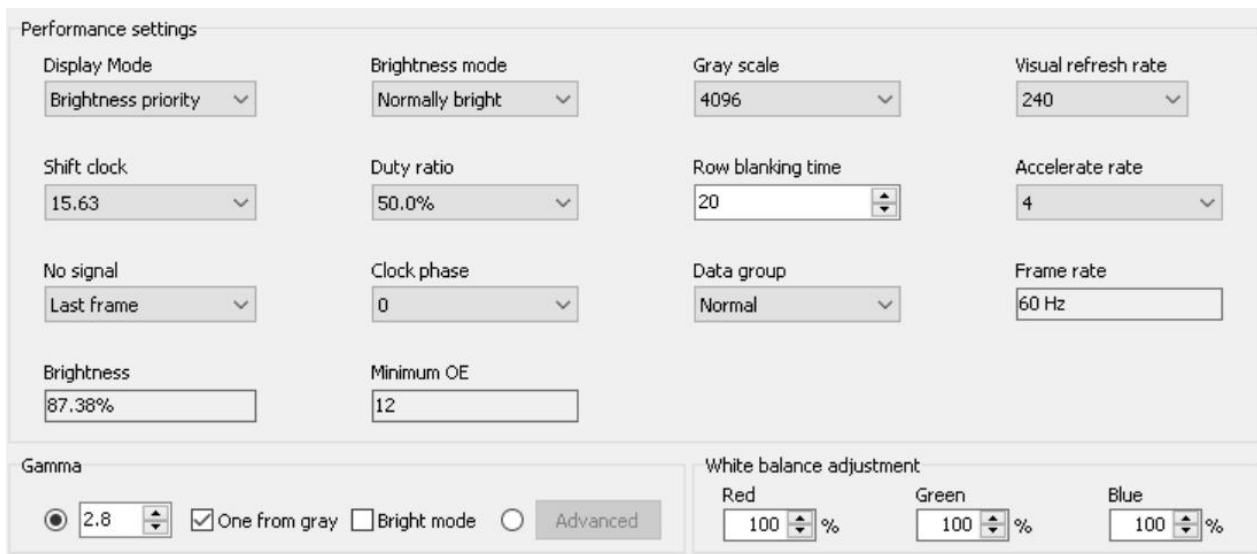 Performance settings
Display Mode Brightness mode Gray scale Visual refresh rate
Brightness priority Normally bright 4096 240
Shift clock Duty ratio Row blanking time Accelerate rate
15.63 50.0% 20 4
No signal Clock phase Data group Frame rate
Last frame 0 Normal 60 Hz
Brightness Minimum OE
87.38% 12
Gamma White balance adjustment
Red Green Blue
2.8 One from gray Bright mode Advanced 100 % 100 % 100 %